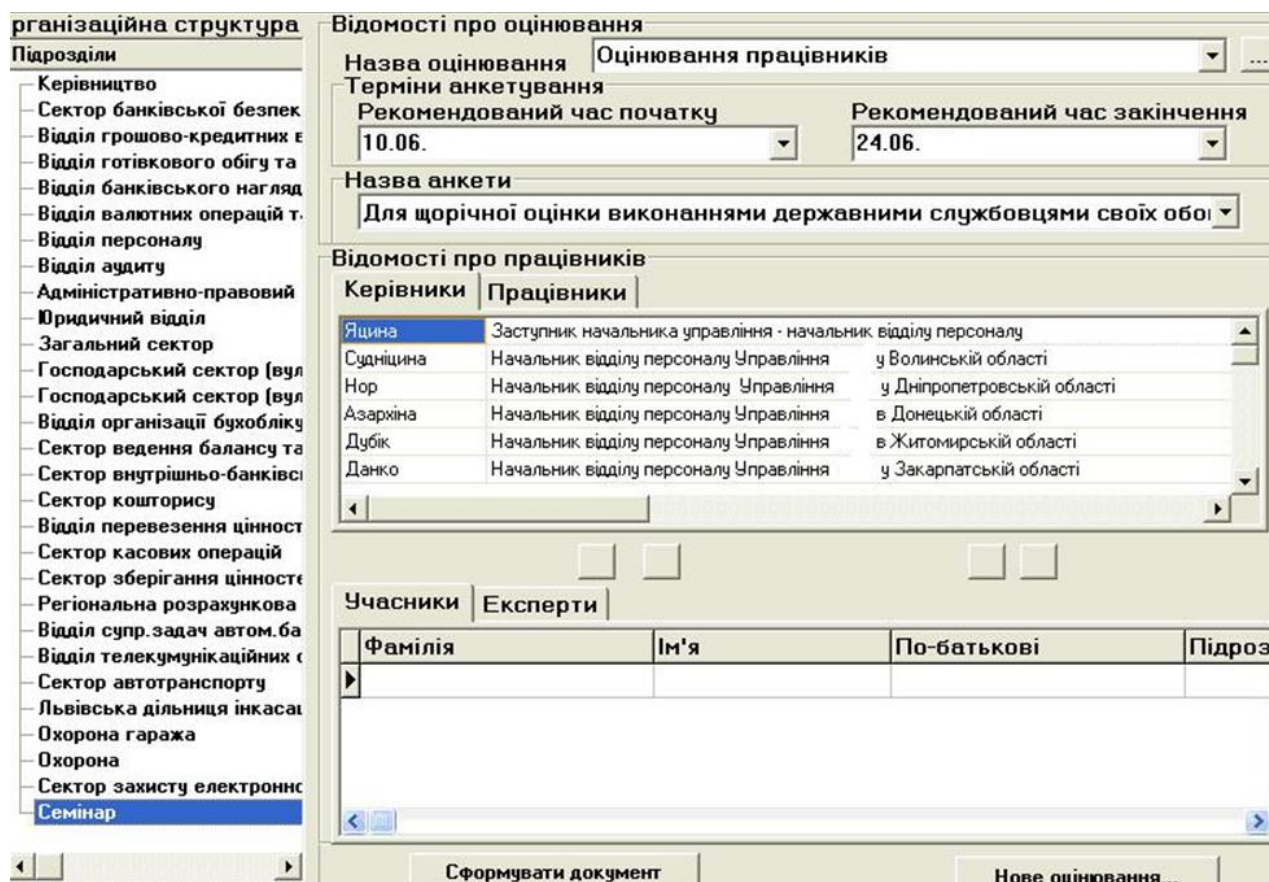 рганізаційна структура
Підрозділи
Керівництво
Сектор банківської безпек
Відділ грошово-кредитних в
Відділ готівкового обігу та
Відділ банківського нагляд
Відділ валютних операцій т
Відділ персоналу
Відділ аудиту
Адміністративно-правовий
Юридичний відділ
Загальний сектор
Господарський сектор (вул
Господарський сектор (вул
Відділ організації бухобліку
Сектор ведення балансу та
Сектор внутрішньо-банківсь
Сектор кошторису
Відділ перевезення цінност
Сектор касових операцій
Сектор зберігання цінносте
Регіональна розрахункова
Відділ супр.задач автом.ба
Відділ телекумунікаційних с
Сектор автотранспорту
Львівська дільниця інкасац
Охорона гаража
Охорона
Сектор захисту електронно
Семінар
Відомості про оцінювання
Назва оцінювання Оцінювання працівників ...
Терміни анкетування
Рекомендований час початку Рекомендований час закінчення
10.06. 24.06.
Назва анкети
Для щорічної оцінки виконаннями державними службовцями своїх обов
Відомості про працівників
Керівники Працівники
Яцина Заступник начальника управління - начальник відділу персоналу
Судніцина Начальник відділу персоналу Управління у Волинській області
Нор Начальник відділу персоналу Управління у Дніпропетровській області
Азархіна Начальник відділу персоналу Управління в Донецькій області
Дубік Начальник відділу персоналу Управління в Житомирській області
Данко Начальник відділу персоналу Управління у Закарпатській області
Учасники Експерти
Фамілія Ім'я По-батькові Підроз
Сформувати документ Нове оцінювання...